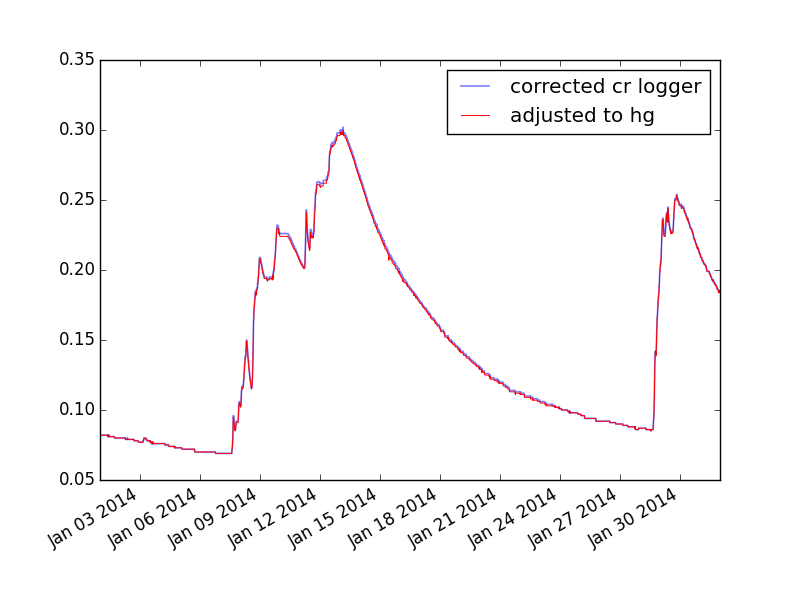 0.35
0.30
0.25
0.20
0.15
0.10
0.05
corrected cr logger
adjusted to hg
Jan 03 2014
Jan 06 2014
Jan 09 2014
Jan 12 2014
Jan 15 2014
Jan 18 2014
Jan 21 2014
Jan 24 2014
Jan 27 2014
Jan 30 2014